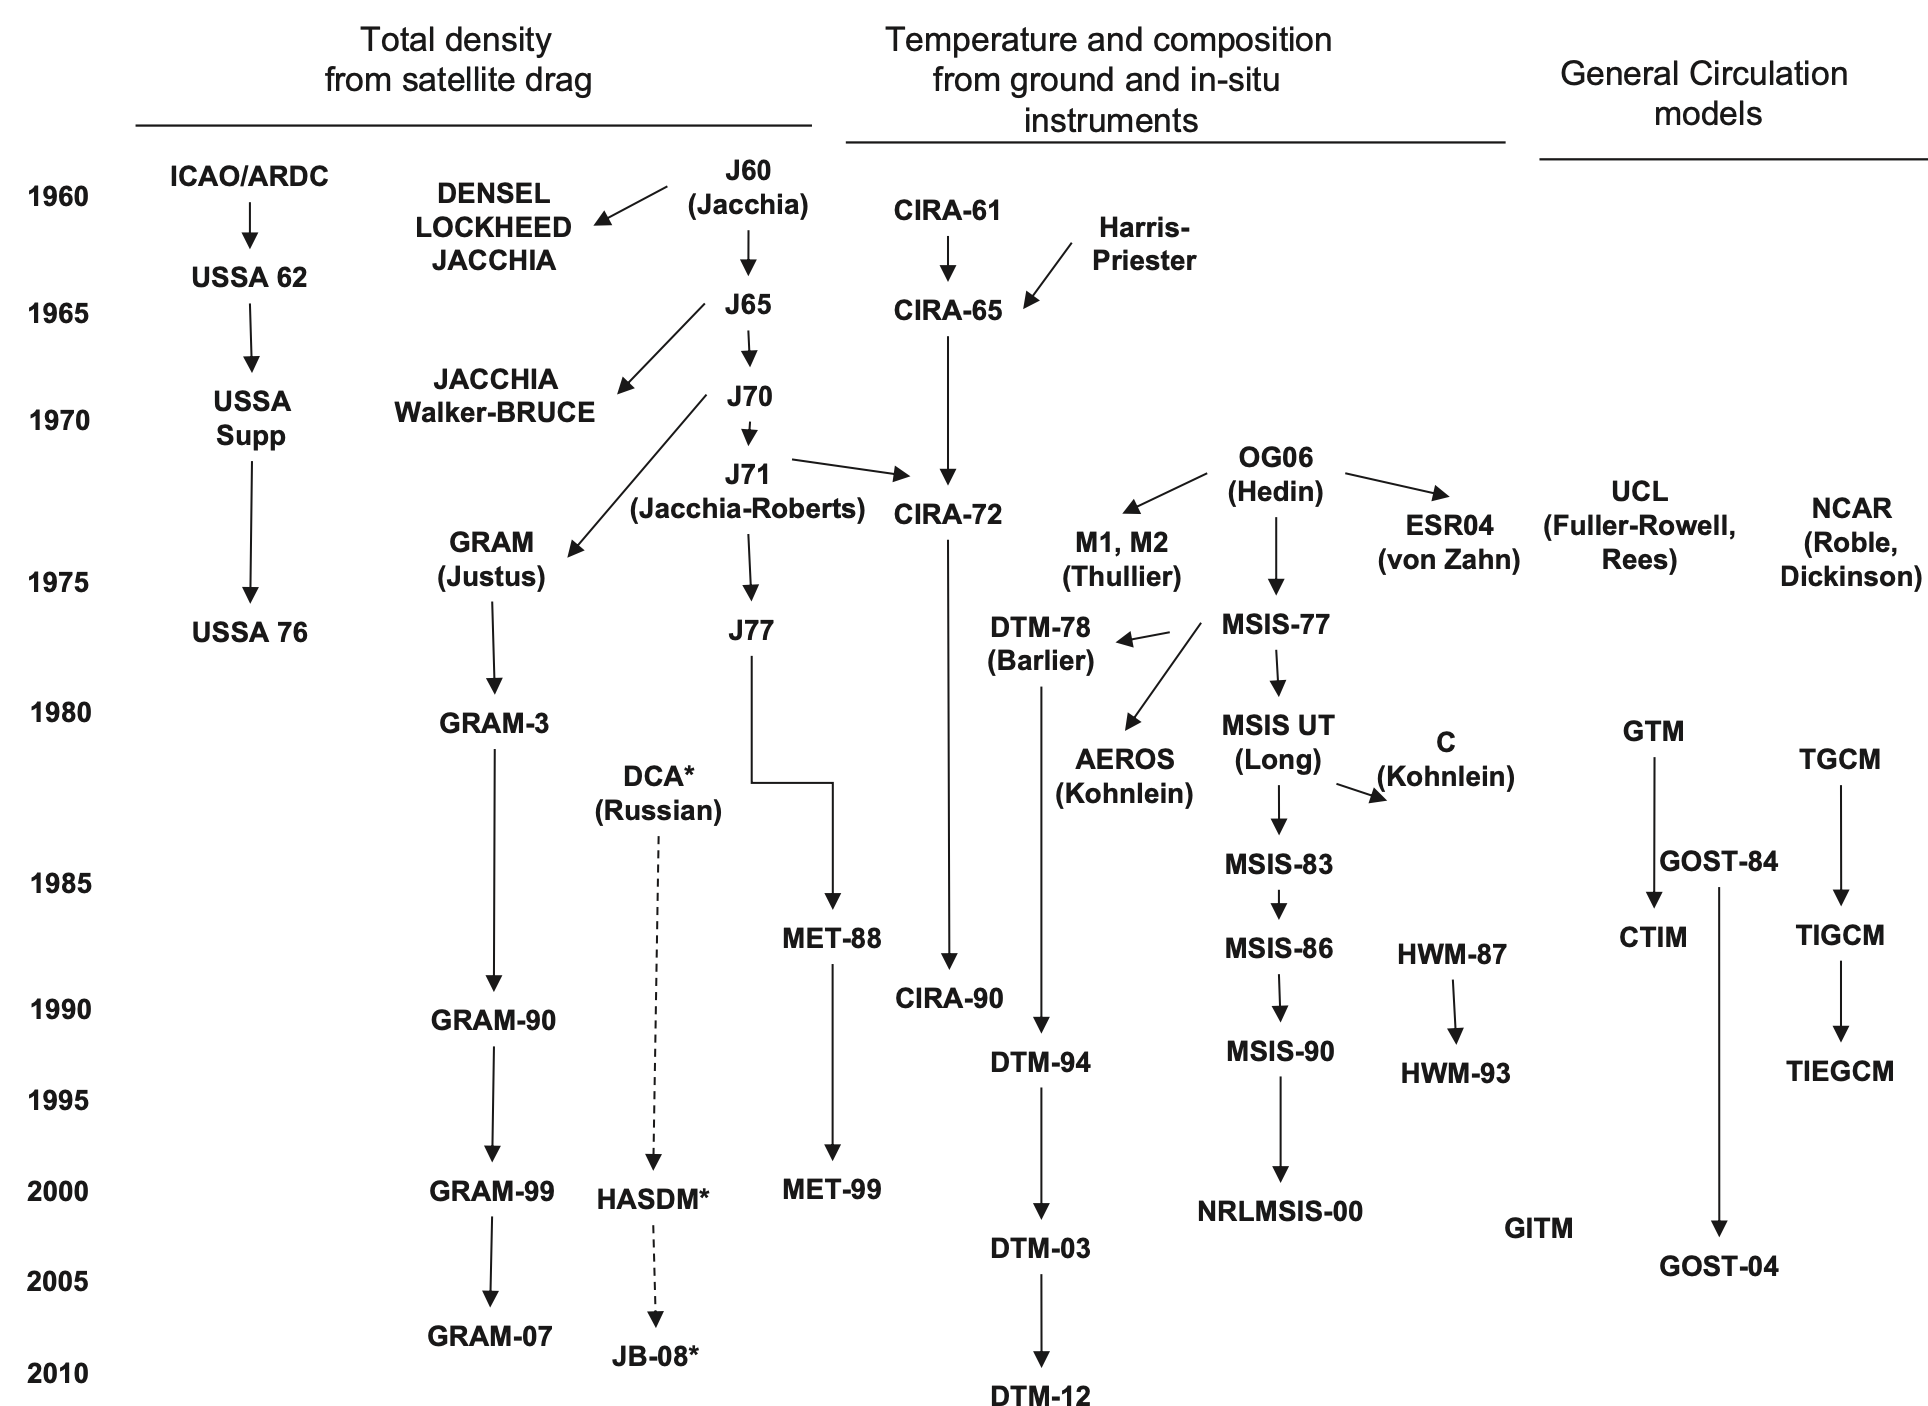 Total density
from satellite drag
Temperature and composition
from ground and in-situ
instruments
General Circulation
models
1960
1965
1970
1975
1980
1985
1990
1995
2000
2005
2010
ICAO/ARDC
USSA 62
USSA
Supp
USSA 76
DENSEL
LOCKHEED
JACCHIA
JACCHIA
Walker-BRUCE
GRAM
(Justus)
GRAM-3
GRAM-90
GRAM-99
GRAM-07
DCA*
(Russian)
HASDM*
JB-08*
J60
(Jacchia)
J65
J70
J71
(Jacchia-Roberts)
J77
MET-88
MET-99
CIRA-61
CIRA-65
CIRA-72
CIRA-90
Harris-
Priester
M1, M2
(Thullier)
DTM-78
(Barlier)
AEROS
(Kohnlein)
DTM-94
DTM-03
DTM-12
OG06
(Hedin)
MSIS-77
MSIS UT
(Long)
MSIS-83
MSIS-86
MSIS-90
NRLMSIS-00
ESR04
(von Zahn)
C
(Kohnlein)
HWM-87
HWM-93
UCL
(Fuller-Rowell,
Rees)
GTM
CTIM
GITM
GOST-84
GOST-04
NCAR
(Roble,
Dickinson)
TGCM
TIGCM
TIEGCM